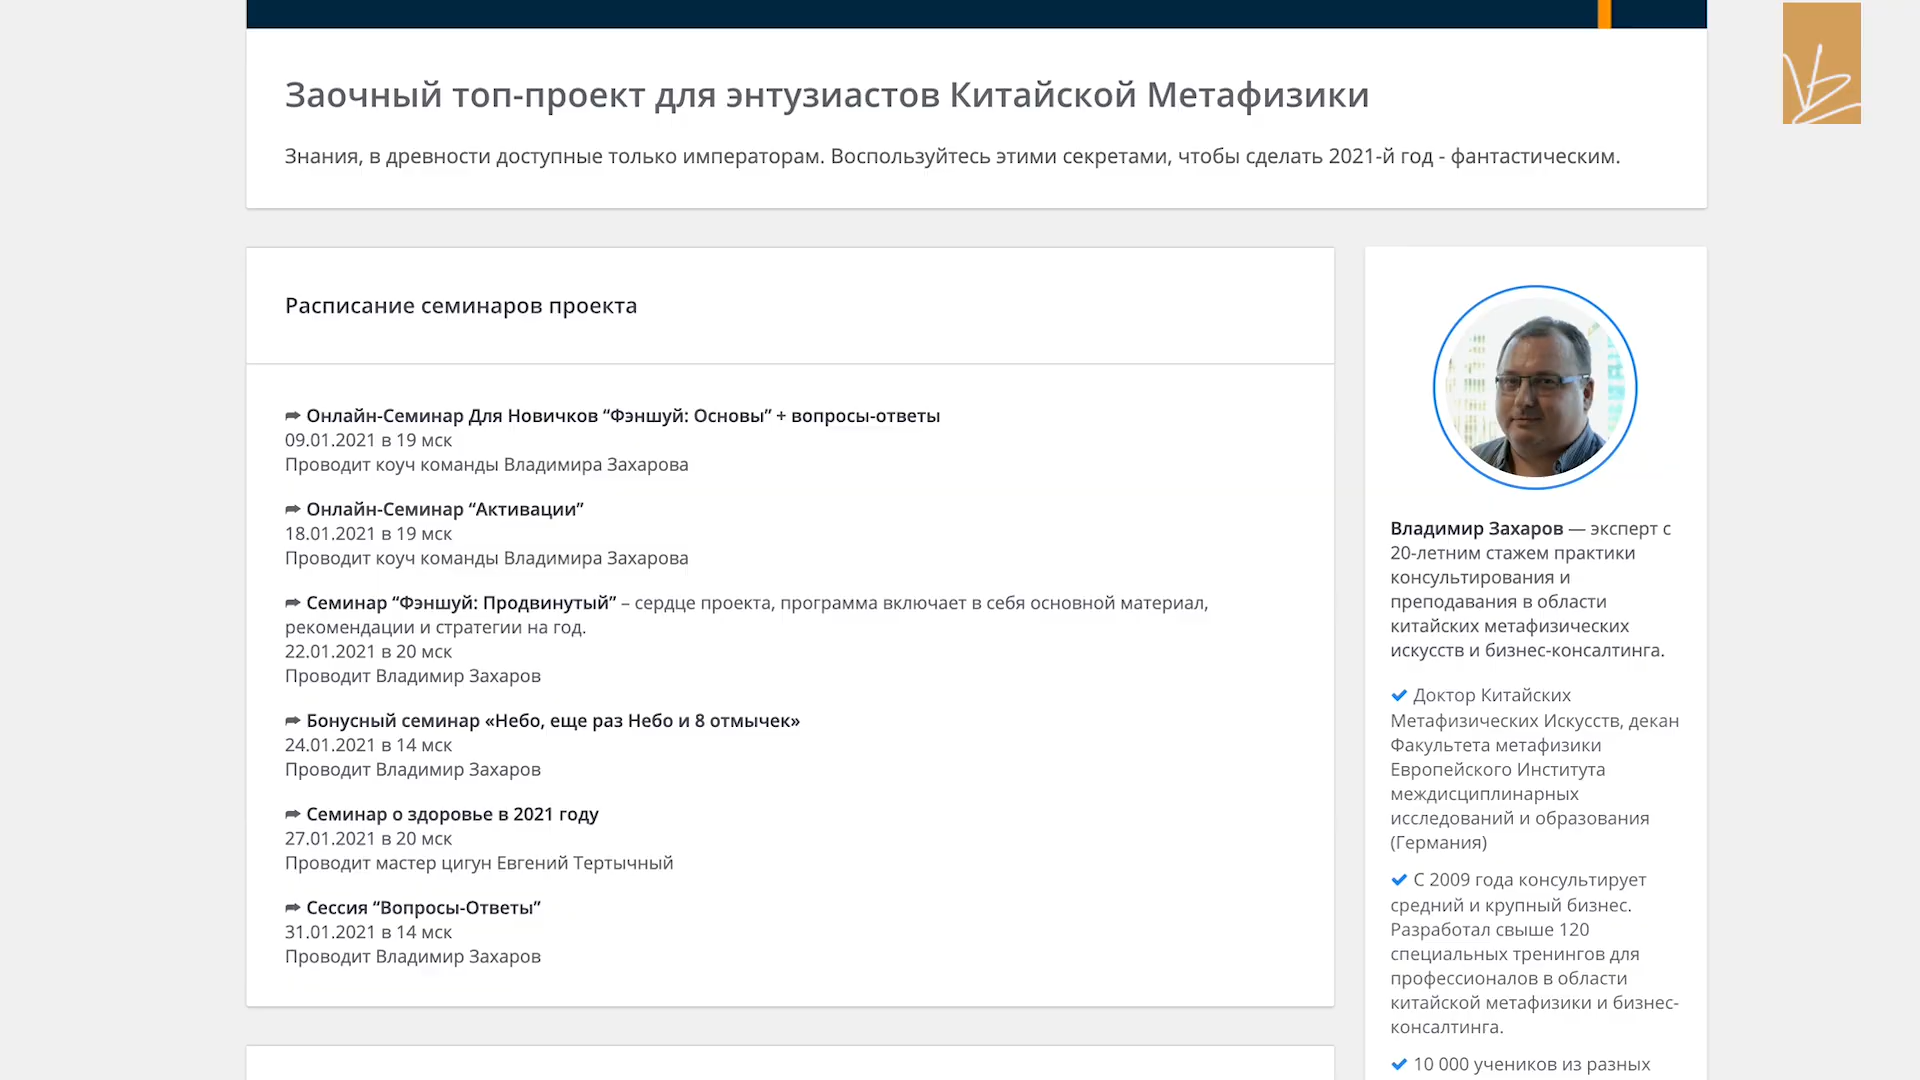 Заочный топ-проект для энтузиастов Китайской Метафизики
Знания, в древности доступные только императорам. Воспользуйтесь этими секретами, чтобы сделать 2021-й год - фантастическим.
Расписание семинаров проекта
➦ Онлайн-Семинар Для Новичков “Фэншуй: Основы” + вопросы-ответы
09.01.2021 в 19 мск
Проводит коуч команды Владимира Захарова
➦ Онлайн-Семинар “Активации”
18.01.2021 в 19 мск
Проводит коуч команды Владимира Захарова
➦ Семинар “Фэншуй: Продвинутый” – сердце проекта, программа включает в себя основной материал,
рекомендации и стратегии на год.
22.01.2021 в 20 мск
Проводит Владимир Захаров
➦ Бонусный семинар «Небо, еще раз Небо и 8 отмычек»
24.01.2021 в 14 мск
Проводит Владимир Захаров
➦ Семинар о здоровье в 2021 году
27.01.2021 в 20 мск
Проводит мастер цигун Евгений Тертычный
➦ Сессия “Вопросы-Ответы”
31.01.2021 в 14 мск
Проводит Владимир Захаров
Владимир Захаров — эксперт с
20-летним стажем практики
консультирования и
преподавания в области
китайских метафизических
искусств и бизнес-консалтинга.
✔ Доктор Китайских
Метафизических Искусств, декан
Факультета метафизики
Европейского Института
междисциплинарных
исследований и образования
(Германия)
✔ С 2009 года консультирует
средний и крупный бизнес.
Разработал свыше 120
специальных тренингов для
профессионалов в области
китайской метафизики и бизнес-
консалтинга.
✔ 10 000 учеников из разных